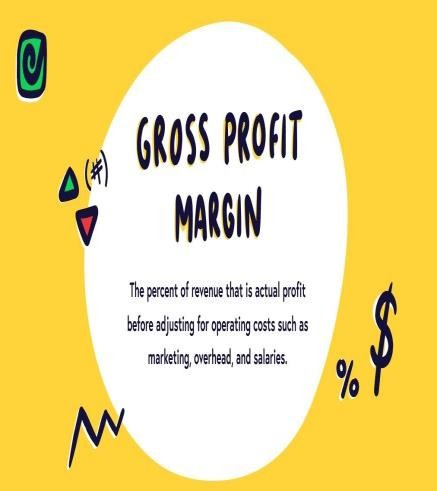 (#)
GROSS PROFIT
MARGIN
The percent of revenue that is actual profit
before adjusting for operating costs such as
marketing, overhead, and salaries.
% $